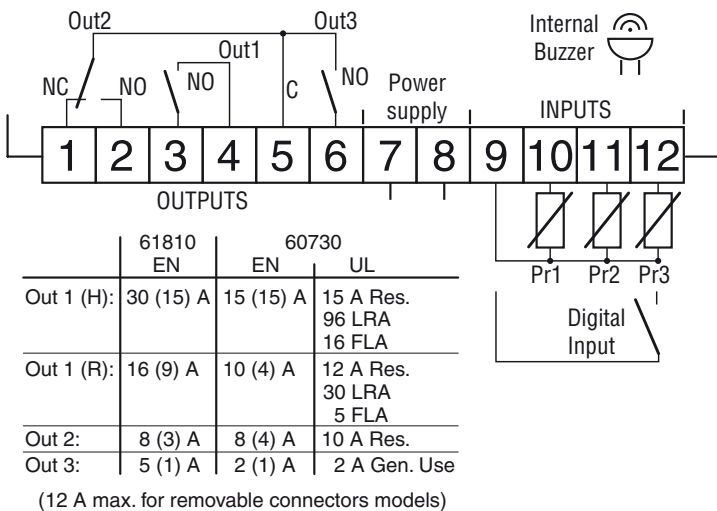 Out2
Out3
Internal
Buzzer
Out1
NC
NO
NO
C
NO
Power
supply
INPUTS
1 2 3 4 5 6 7 8 9 10 11 12
OUTPUTS
Pr1 Pr2 Pr3
Digital
Input
61810 60730
EN EN UL
Out 1 (H): 30 (15) A 15 (15) A 15 A Res.
96 LRA
16 FLA
Out 1 (R): 16 (9) A 10 (4) A 12 A Res.
30 LRA
5 FLA
Out 2: 8 (3) A 8 (4) A 10 A Res.
Out 3: 5 (1) A 2 (1) A 2 A Gen. Use
(12 A max. for removable connectors models)